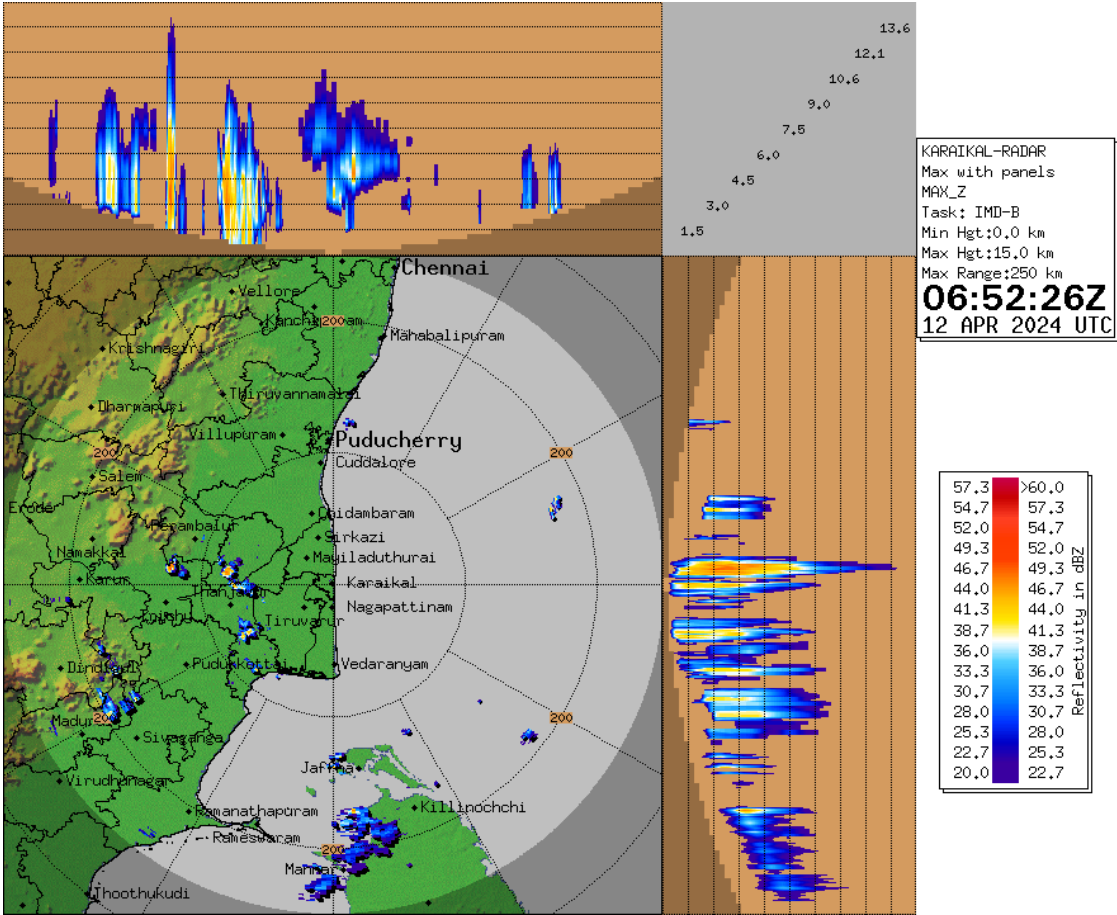 13.6
12.1
10.6
9.0
7.5
6.0
4.5
3.0
1.5
KARAIKAL-RADAR
Max with panels
MAX_Z
Task: IMD-B
Min Hgt:0.0 km
Max Hgt:15.0 km
Max Range:250 km
06:52:26Z
12 APR 2024 UTC
Chennai
Vellore
200
Mahabalipuram
Krishnagiri
Thiruvannamalai
Dharmapuri
Villupuram
Puducherry
200
200
Cuddalore
Salem
Erode
Chidambaram
Perambalur
Sirkazi
Namakkal
Mayiladuthurai
Karur
Karaikal
Nagapattinam
Tiruvarur
Dindigul
Pudukkottai
Vedaranyam
200
Sivaganga
Jaffna
Virudhunagar
Ramanathapuram
Killinochchi
Rameswaram
200
Mannar
Thoothukudi
57.3 >60.0
54.7 57.3
52.0 54.7
49.3 52.0
46.7 49.3
44.0 46.7
41.3 44.0
38.7 41.3
36.0 38.7
33.3 36.0
30.7 33.3
28.0 30.7
25.3 28.0
22.7 25.3
20.0 22.7
Reflectivity in dBZ